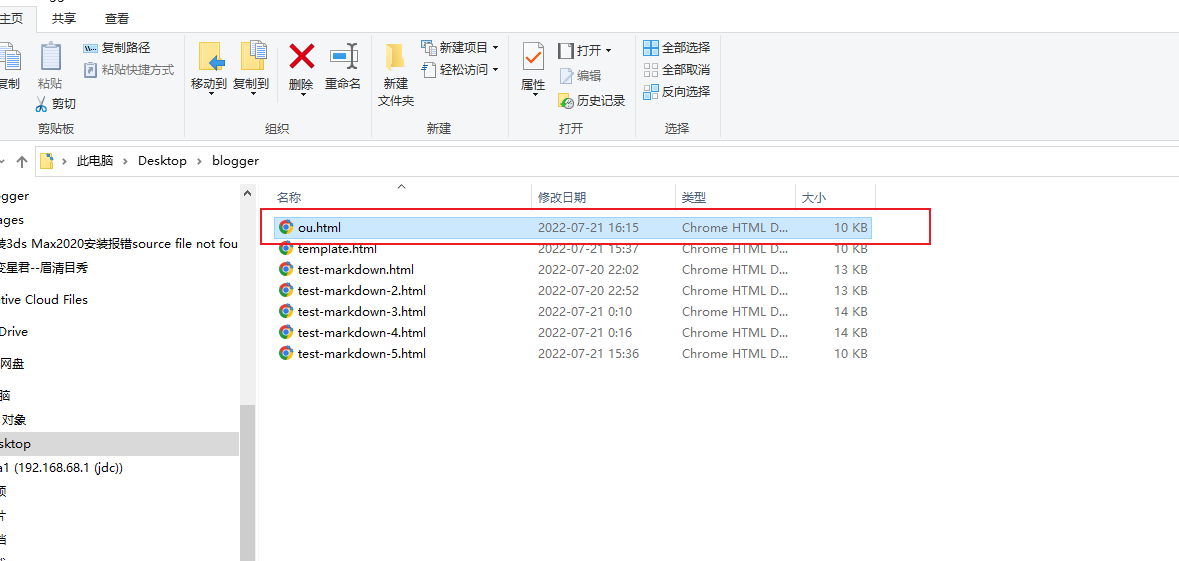 主页 共享 查看
复制 粘贴 复制路径 粘贴快捷方式 剪切
移动到 复制到 删除 重命名
新建文件夹 新建项目 轻松访问
属性 打开 编辑 历史记录
全部选择 全部取消 反向选择
剪贴板 组织 新建 打开 选择
此电脑 › Desktop › blogger
名称 修改日期 类型 大小
ou.html 2022-07-21 16:15 Chrome HTML D... 10 KB
template.html 2022-07-21 15:37 Chrome HTML D... 10 KB
test-markdown.html 2022-07-20 22:02 Chrome HTML D... 13 KB
test-markdown-2.html 2022-07-20 22:52 Chrome HTML D... 13 KB
test-markdown-3.html 2022-07-21 0:10 Chrome HTML D... 14 KB
test-markdown-4.html 2022-07-21 0:16 Chrome HTML D... 14 KB
test-markdown-5.html 2022-07-21 15:36 Chrome HTML D... 10 KB
gger
ages
装3ds Max2020安装报错source file not fou
变星君--眉清目秀
tive Cloud Files
Drive
网盘
脑
对象
sktop
a1 (192.168.68.1 (jdc))